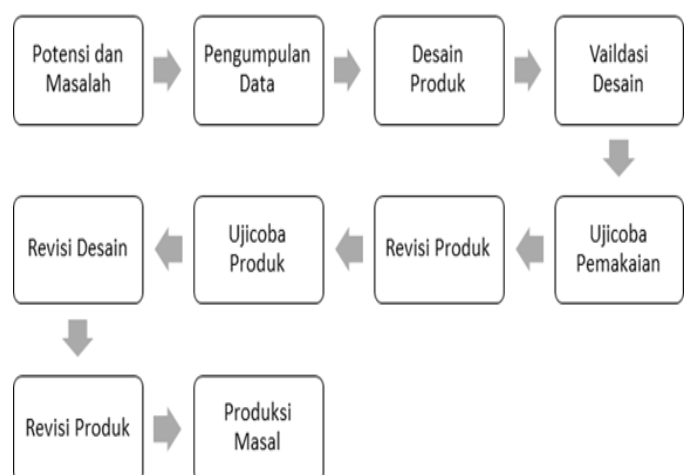 Potensi dan
Masalah
Pengumpulan
Data
Desain
Produk
Vaildasi
Desain
Ujicoba
Pemakaian
Revisi Produk
Ujicoba
Produk
Revisi Desain
Revisi Produk
Produksi
Masal